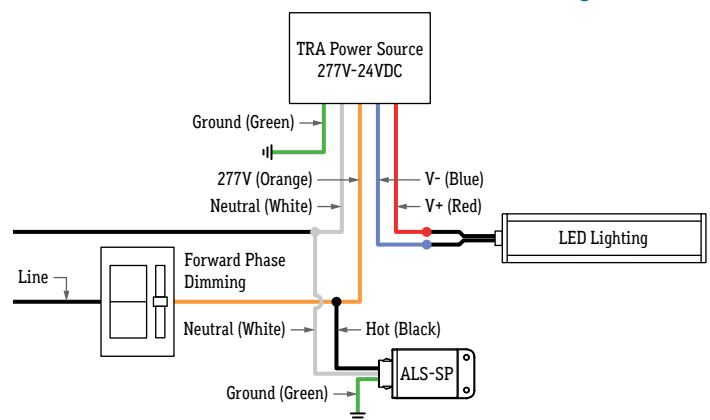 TRA Power Source
277V-24VDC
Ground (Green)
277V (Orange)
V- (Blue)
Neutral (White)
V+ (Red)
LED Lighting
Line
Forward Phase
Dimming
Neutral (White)
Hot (Black)
ALS-SP
Ground (Green)